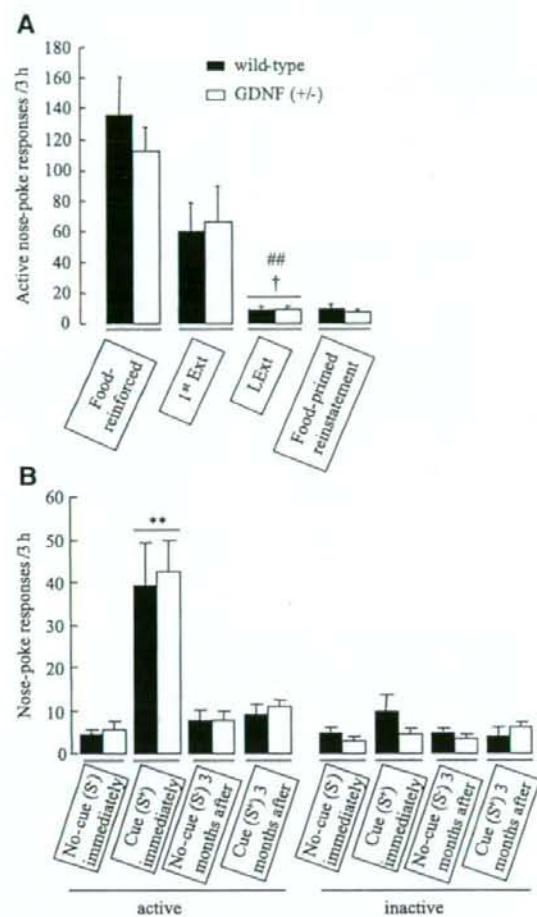 A
180
160
140
120
100
80
60
40
20
0
Active nose-poke responses /3 h
wild-type
GDNF (+/-)
##
†
Food-
reinforced
1st Ext
L Ext
Food-primed
reinstatement
B
60
50
40
30
20
10
0
Nose-poke responses /3 h
**
No-cue (S-)
immediately
Cue (S+)
immediately
No-cue (S-) 3
months after
Cue (S+) 3
months after
No-cue (S-)
immediately
Cue (S+)
immediately
No-cue (S-) 3
months after
Cue (S+) 3
months after
active
inactive